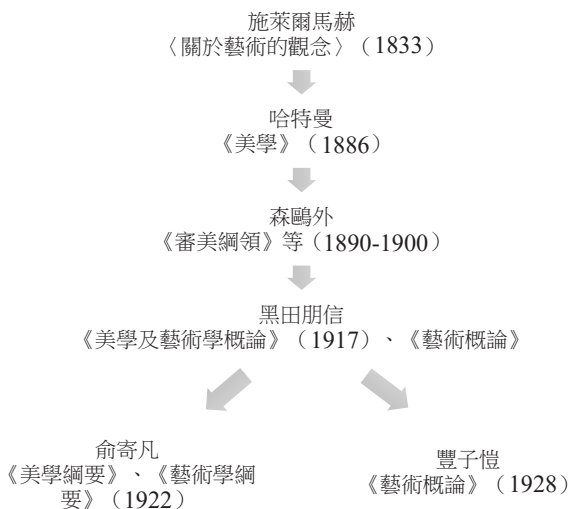 施萊爾馬赫
〈關於藝術的觀念〉（1833）
哈特曼
《美學》（1886）
森鷗外
《審美綱領》等（1890-1900）
黑田朋信
《美學及藝術學概論》（1917）、《藝術概論》
俞寄凡
《美學綱要》、《藝術學綱
要》（1922）
豐子愷
《藝術概論》（1928）